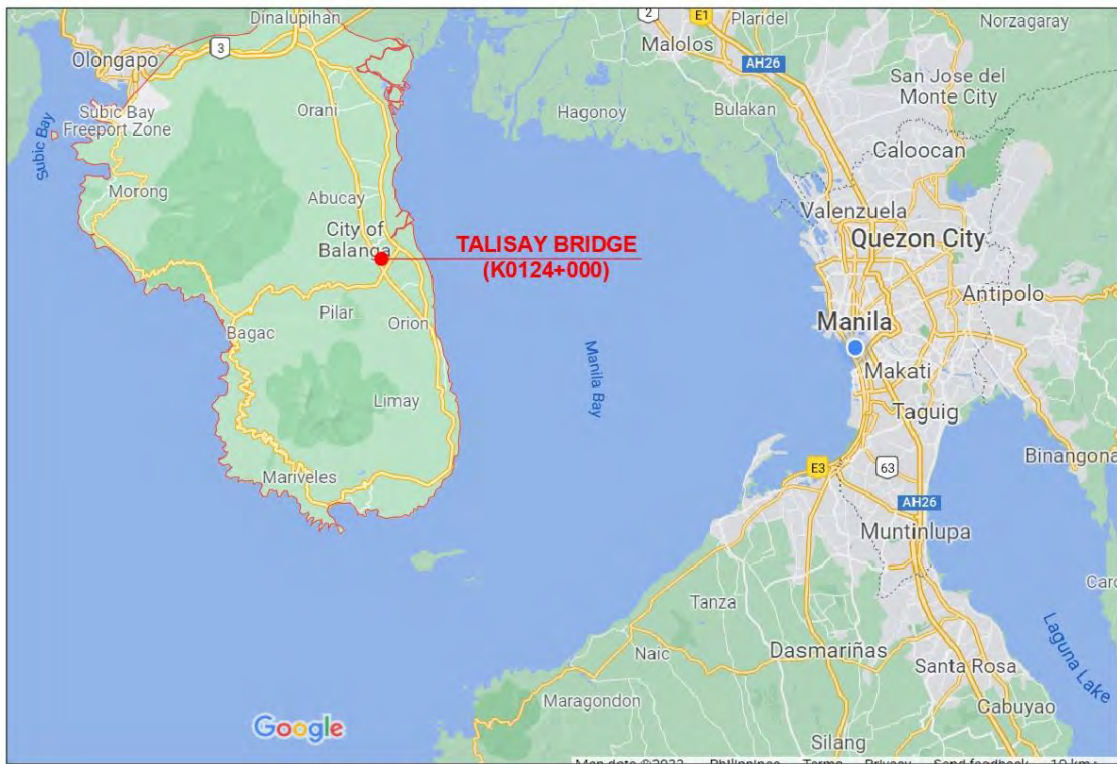 Dinalupihan
2
E1
Plaridel
Norzagaray
Malolos
3
Olongapo
AH26
San Jose del
Monte City
Orani
Hagonoy
Bulakan
Subic Bay
Freeport Zone
Subic Bay
Caloocan
Morong
Abucay
Valenzuela
City of
Balanga
TALISAY BRIDGE
(K0124+000)
Quezon City
Antipolo
Pilar
Orion
Manila
Bagac
Manila Bay
Makati
Limay
Taguig
Binangona
Mariveles
E3
63
AH26
Muntinlupa
Card
Tanza
Laguna Lake
Naic
Dasmariñas
Santa Rosa
Maragondon
Cabuyao
Google
Silang